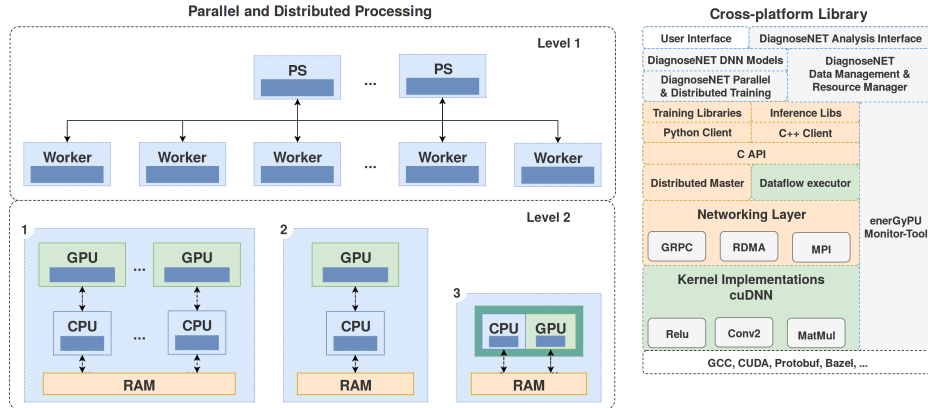 Parallel and Distributed Processing
Level 1
PS
...
PS
Worker
Worker
Worker
...
Worker
Worker
Level 2
1
GPU
...
GPU
CPU
...
CPU
RAM
2
GPU
CPU
RAM
3
CPU
GPU
RAM
Cross-platform Library
User Interface
DiagnoseNET Analysis Interface
DiagnoseNET DNN Models
DiagnoseNET Parallel
& Distributed Training
DiagnoseNET
Data Management &
Resource Manager
Training Libraries
Inference Libs
Python Client
C++ Client
C API
Distributed Master
Dataflow executor
Networking Layer
GRPC
RDMA
MPI
enerGyPU
Monitor-Tool
Kernel Implementations
cuDNN
Relu
Conv2
MatMul
GCC, CUDA, Protobuf, Bazel, ...